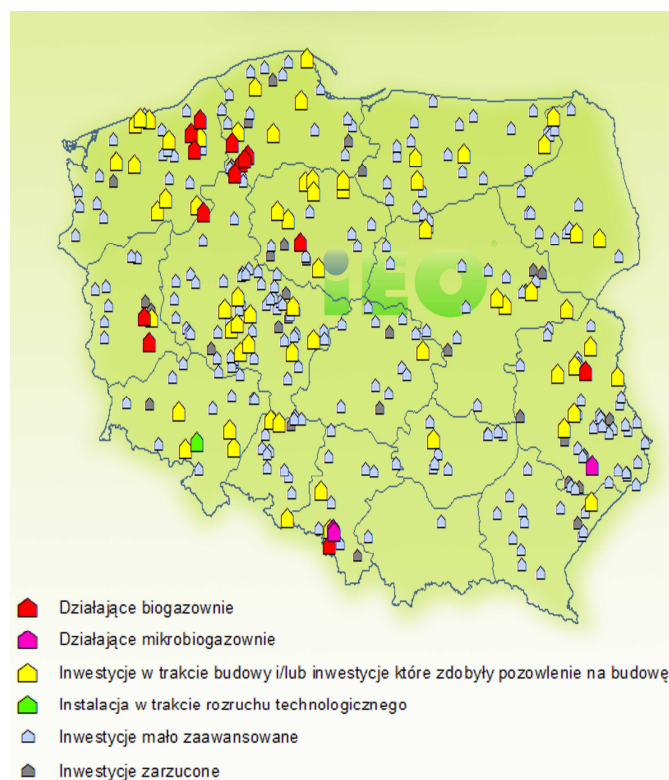 iEO
Działające biogazownie
Działające mikrobiogazownie
Inwestycje w trakcie budowy i/lub inwestycje które zdobyły pozowlenie na budowę
Instalacja w trakcie rozruchu technologicznego
Inwestycje mało zaawansowane
Inwestycje zarzucone